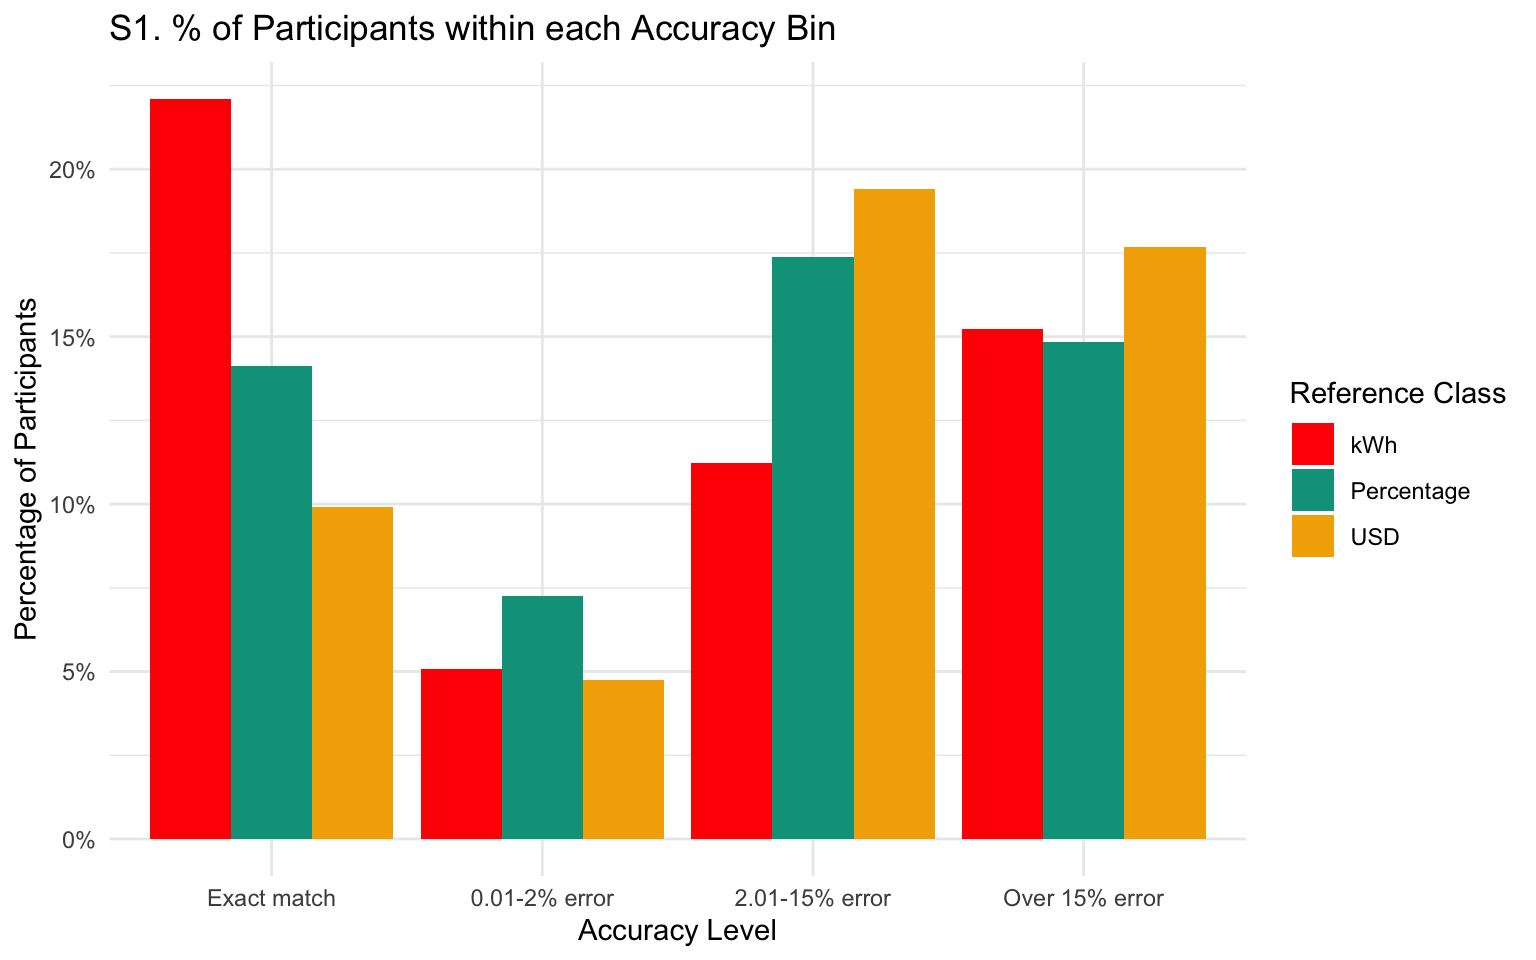 S1. % of Participants within each Accuracy Bin
Percentage of Participants
20%
15%
10%
5%
0%
Exact match
0.01-2% error
2.01-15% error
Over 15% error
Accuracy Level
Reference Class
kWh
Percentage
USD